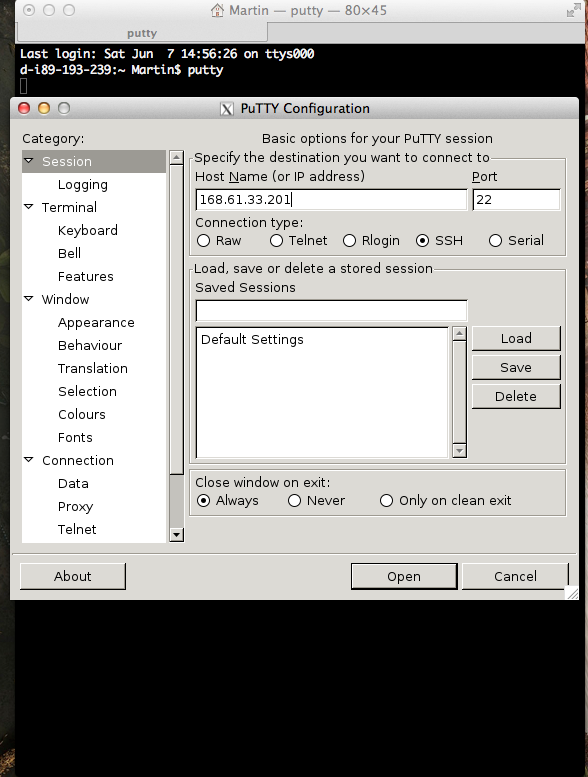 Martin — putty — 80×45
putty
Last login: Sat Jun  7 14:56:26 on ttys000
d-i89-193-239:~ Martin$ putty
X PuTTY Configuration
Category:
Session
Logging
Terminal
Keyboard
Bell
Features
Window
Appearance
Behaviour
Translation
Selection
Colours
Fonts
Connection
Data
Proxy
Telnet
Basic options for your PuTTY session
Specify the destination you want to connect to
Host Name (or IP address) Port
168.61.33.201 22
Connection type:
Raw Telnet Rlogin SSH Serial
Load, save or delete a stored session
Saved Sessions
Default Settings
Load
Save
Delete
Close window on exit:
Always Never Only on clean exit
About Open Cancel